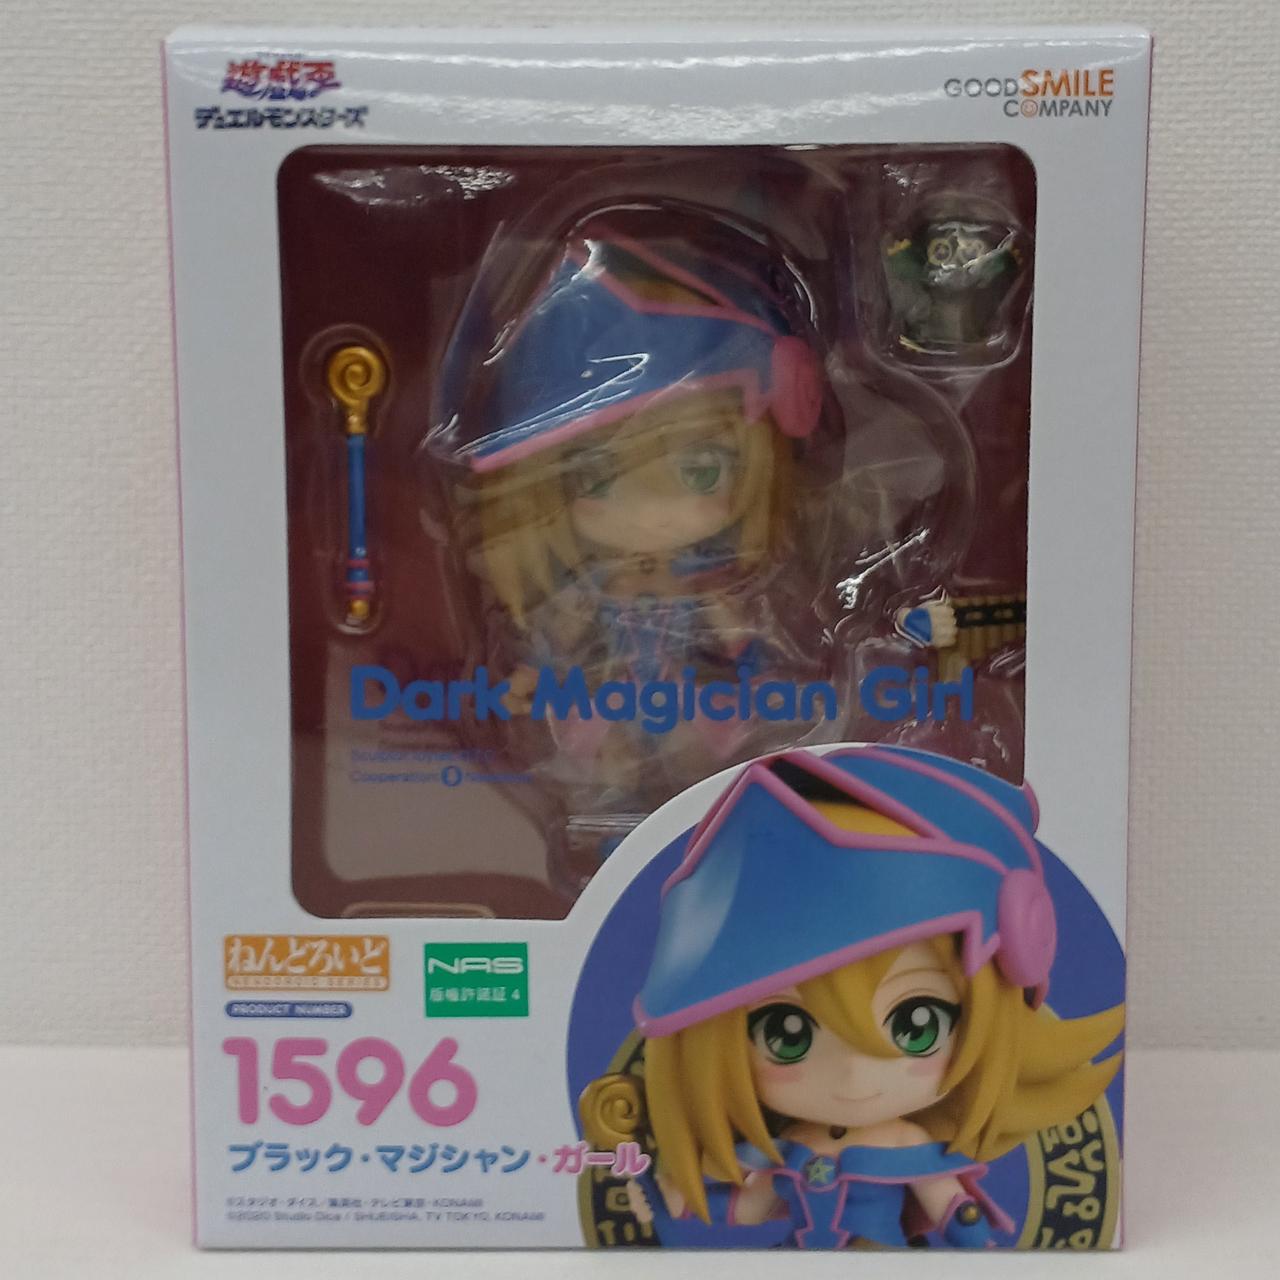 遊戯王
デュエルモンスターズ
GOODSMILE
COMPANY
Dark Magician Girl
Cooperation:
ねんどろいど
NENDOROID SERIES
NAS
版権許諾証 4
PRODUCT NUMBER
1596
ブラック・マジシャン・ガール
©スタジオ・ダイス／集英社・テレビ東京・KONAMI
©2020 Studio Dice / SHUEISHA, TV TOKYO, KONAMI